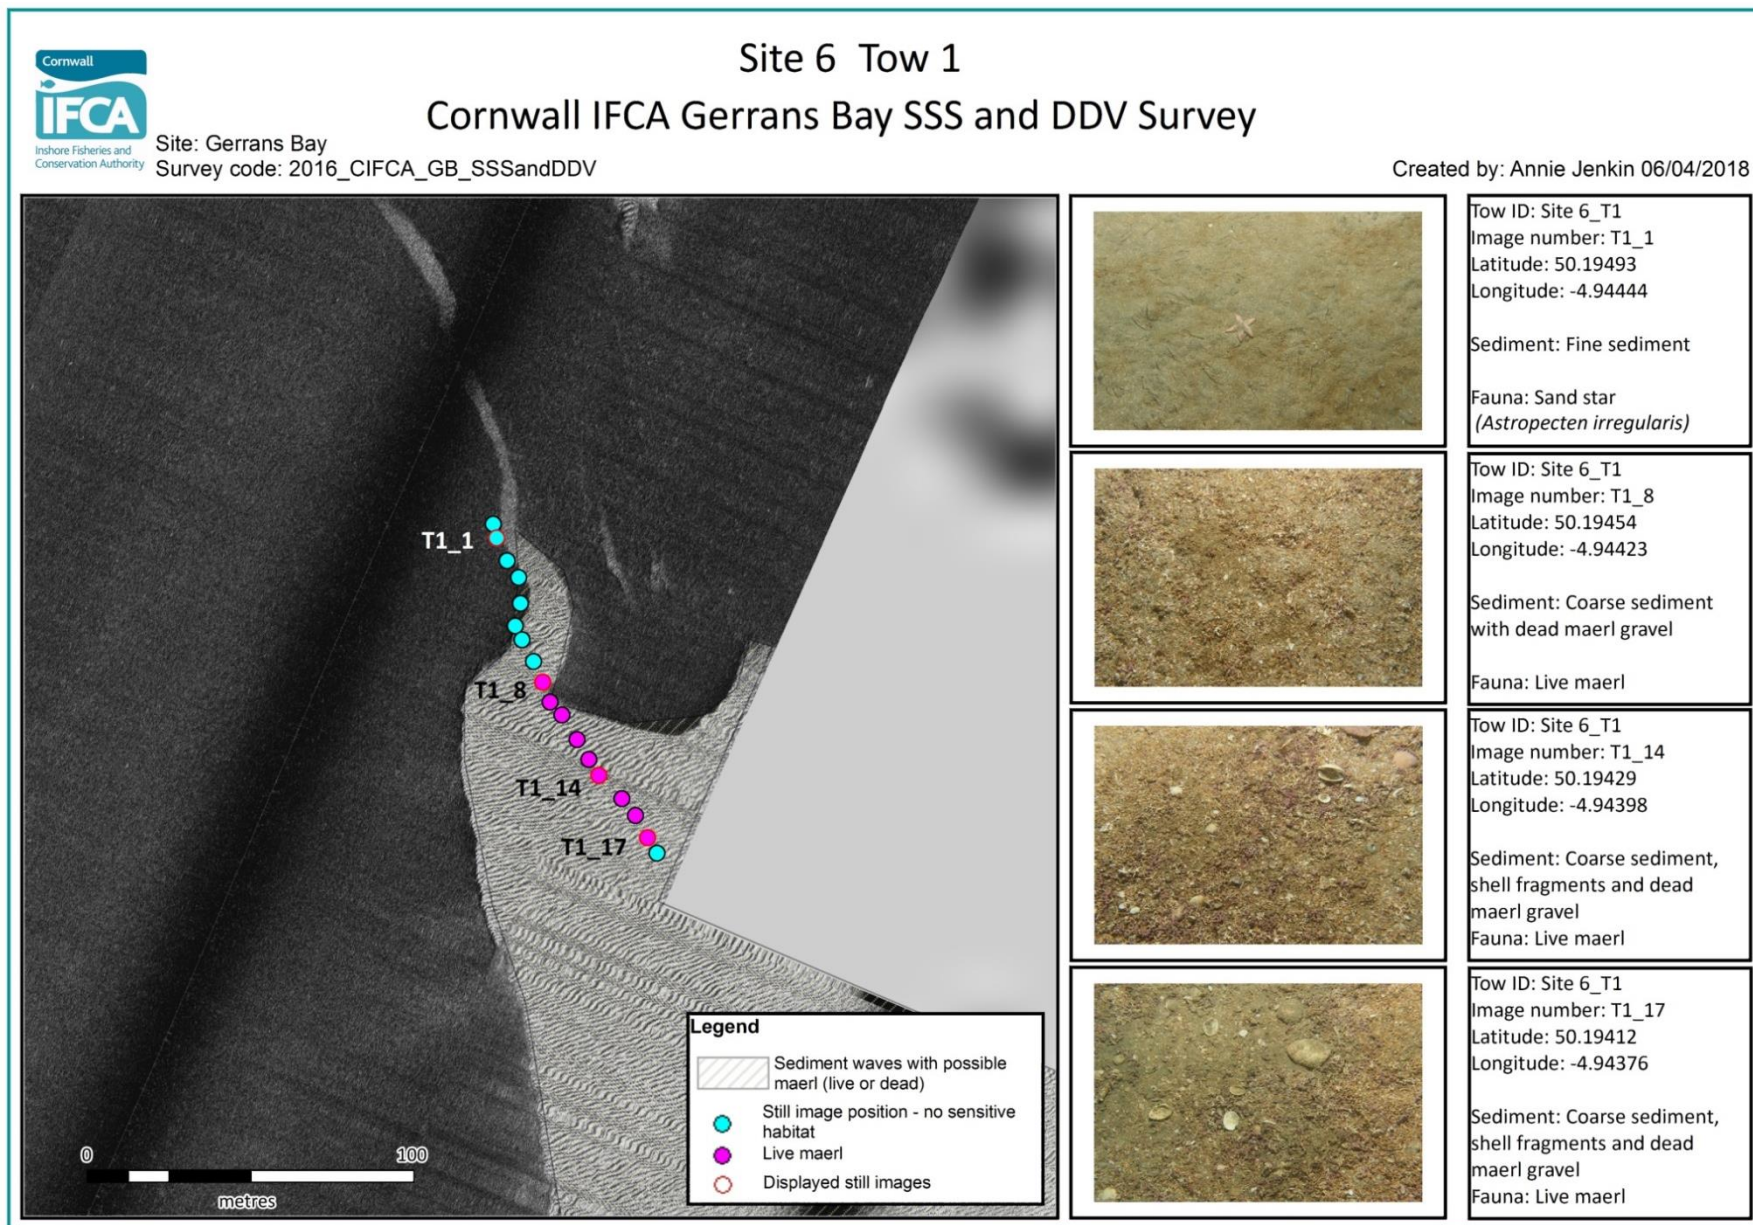 Cornwall
IFCA
Inshore Fisheries and
Conservation Authority
Site 6 Tow 1
Cornwall IFCA Gerrans Bay SSS and DDV Survey
Site: Gerrans Bay
Survey code: 2016_CIFCA_GB_SSSandDDV
Created by: Annie Jenkin 06/04/2018
T1_1
T1_8
T1_14
T1_17
0
100
metres
Legend
Sediment waves with possible
maerl (live or dead)
Still image position - no sensitive
habitat
Live maerl
Displayed still images
Tow ID: Site 6_T1
Image number: T1_1
Latitude: 50.19493
Longitude: -4.94444
Sediment: Fine sediment
Fauna: Sand star
(Astropecten irregularis)
Tow ID: Site 6_T1
Image number: T1_8
Latitude: 50.19454
Longitude: -4.94423
Sediment: Coarse sediment
with dead maerl gravel
Fauna: Live maerl
Tow ID: Site 6_T1
Image number: T1_14
Latitude: 50.19429
Longitude: -4.94398
Sediment: Coarse sediment,
shell fragments and dead
maerl gravel
Fauna: Live maerl
Tow ID: Site 6_T1
Image number: T1_17
Latitude: 50.19412
Longitude: -4.94376
Sediment: Coarse sediment,
shell fragments and dead
maerl gravel
Fauna: Live maerl